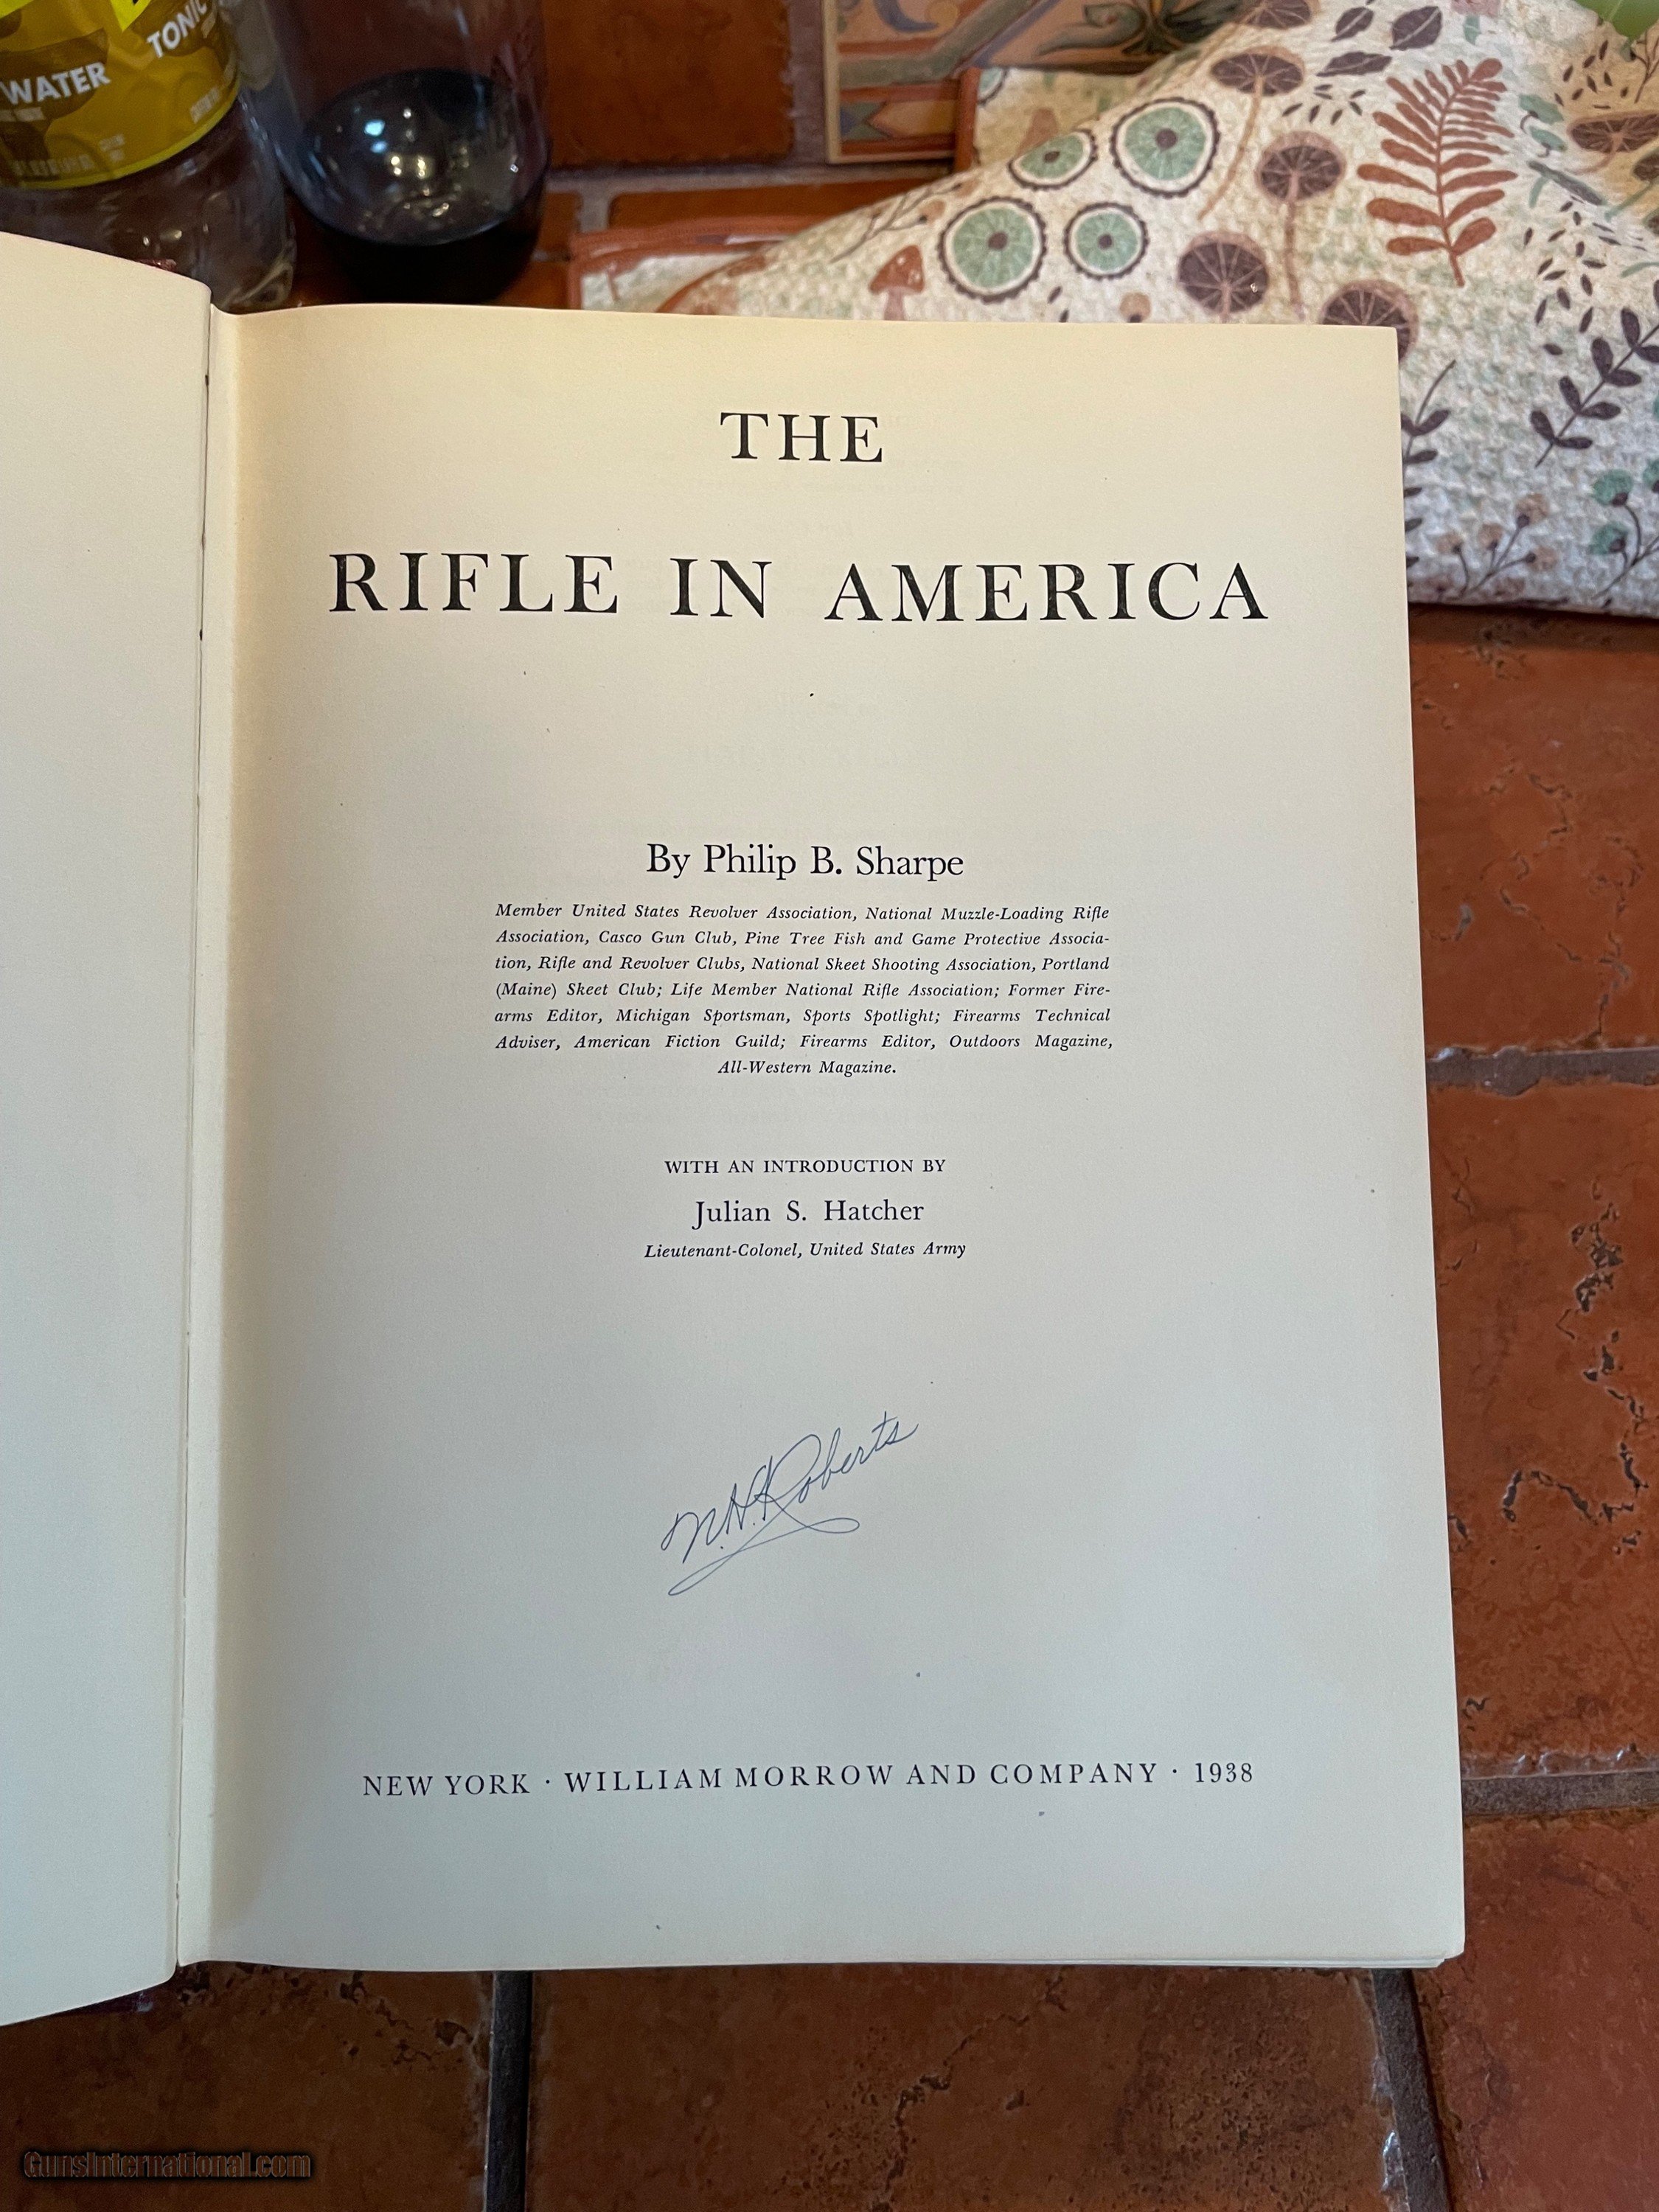 WATER
TONIC
THE
RIFLE IN AMERICA
By Philip B. Sharpe
Member United States Revolver Association, National Muzzle-Loading Rifle
Association, Casco Gun Club, Pine Tree Fish and Game Protective Associa-
tion, Rifle and Revolver Clubs, National Skeet Shooting Association, Portland
(Maine) Skeet Club; Life Member National Rifle Association; Former Fire-
arms Editor, Michigan Sportsman, Sports Spotlight; Firearms Technical
Adviser, American Fiction Guild; Firearms Editor, Outdoors Magazine,
All-Western Magazine.
WITH AN INTRODUCTION BY
Julian S. Hatcher
Lieutenant-Colonel, United States Army
N.H. Roberts
NEW YORK · WILLIAM MORROW AND COMPANY · 1938
GunsInternational.com